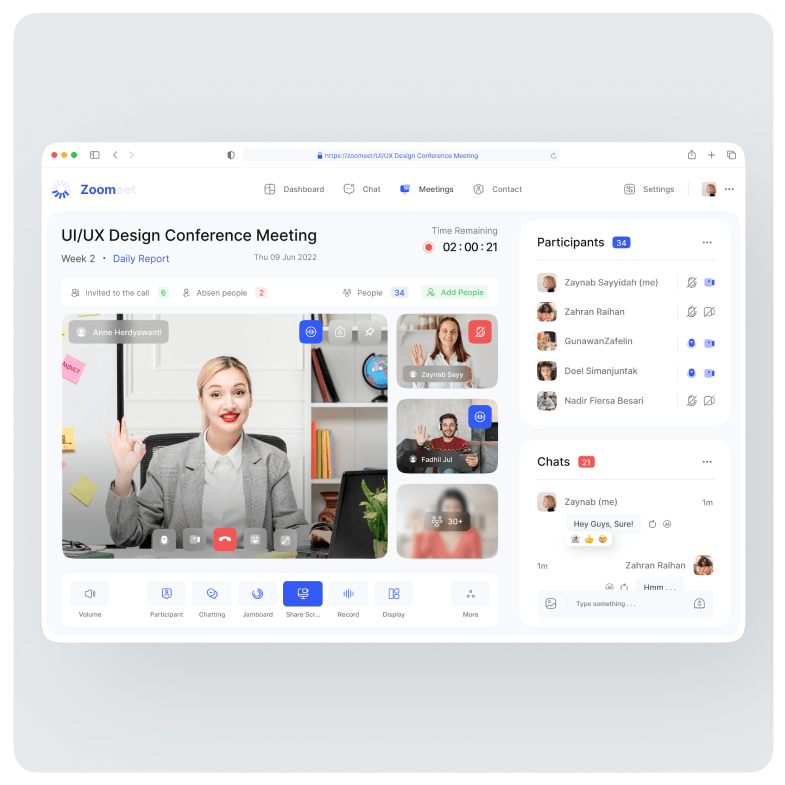 https://zoomeet/UI/UX Design Conference Meeting
Zoomeet
Dashboard
Chat
Meetings
Contact
Settings
UI/UX Design Conference Meeting
Time Remaining
02 : 00 : 21
Week 2 • Daily Report
Thu 09 Jun 2022
Invited to the call 6
Absen people 2
People 34
Add People
Anne Herdyawanti
Zaynab Sayy
Fadhil Jul
30+
Volume
Participant
Chatting
Jamboard
Share Scr...
Record
Display
More
Participants 34
Zaynab Sayyidah (me)
Zahran Raihan
GunawanZafelin
Doel Simanjuntak
Nadir Fiersa Besari
Chats 21
Zaynab (me)
1m
Hey Guys, Sure!
1m
Zahran Raihan
Hmm . . .
Type something . . .